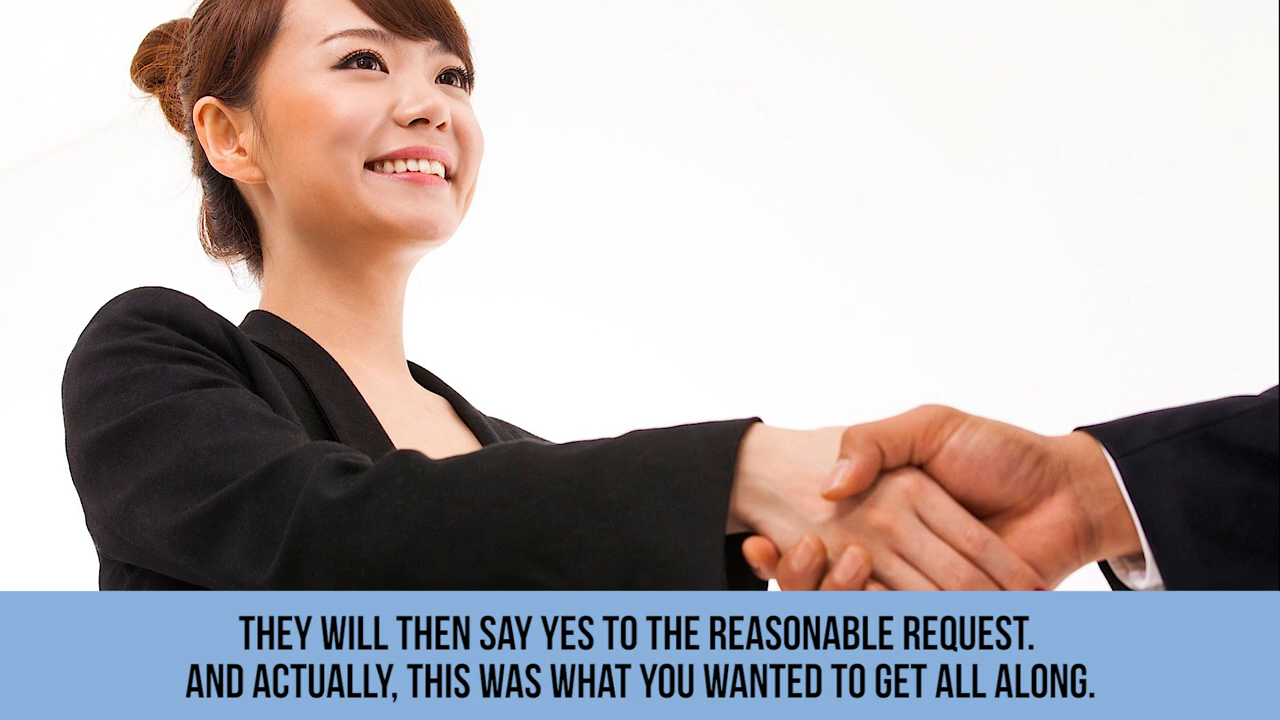 THEY WILL THEN SAY YES TO THE REASONABLE REQUEST.
AND ACTUALLY, THIS WAS WHAT YOU WANTED TO GET ALL ALONG.